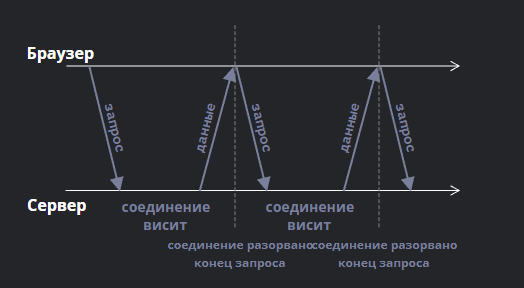 Браузер
запрос
данные
запрос
данные
запрос
Сервер
соединение
висит
соединение
висит
соединение разорвано
конец запроса
соединение разорвано
конец запроса